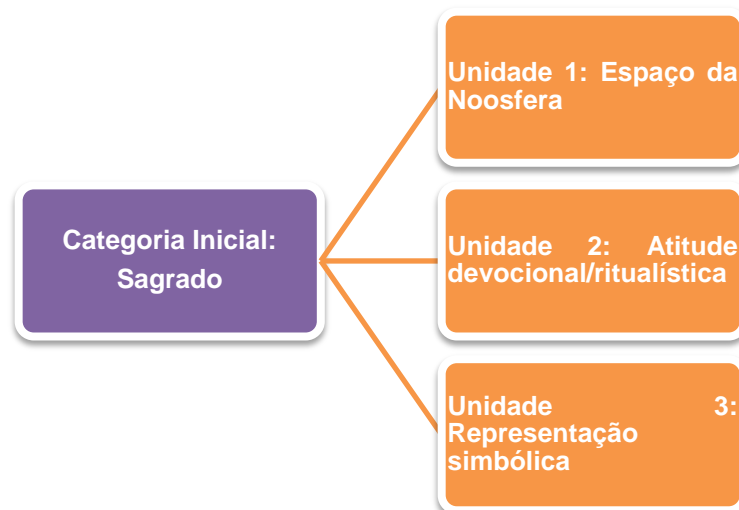 Categoria Inicial:
Sagrado
Unidade 1: Espaço da
Noosfera
Unidade 2: Atitude
devocional/ritualística
Unidade 3:
Representação
simbólica